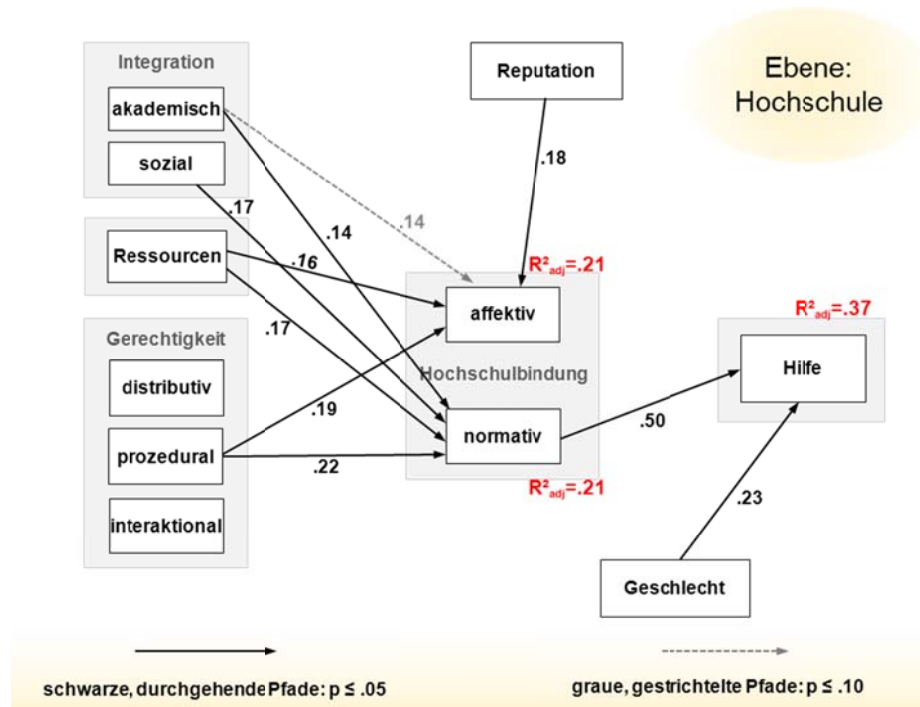 Integration
akademisch
sozial
Ressourcen
Gerechtigkeit
distributiv
prozedural
interaktional
Reputation
Ebene:
Hochschule
.18
.14
.17
.14
.16
.17
.19
.22
R²adj=.21
affektiv
Hochschulbindung
normativ
R²adj=.21
R²adj=.37
Hilfe
.50
.23
Geschlecht
schwarze, durchgehende Pfade: p ≤ .05
graue, gestrichtelte Pfade: p ≤ .10